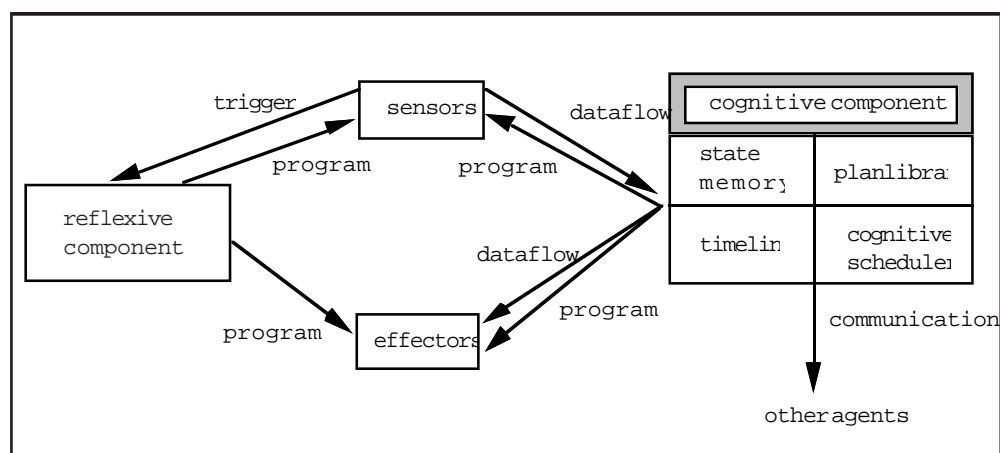 trigger
sensors
dataflow
cognitive component
program
program
state
memory
planlibrar
reflexive
component
timelin
cognitive
scheduler
dataflow
program
program
effectors
communication
otheragents